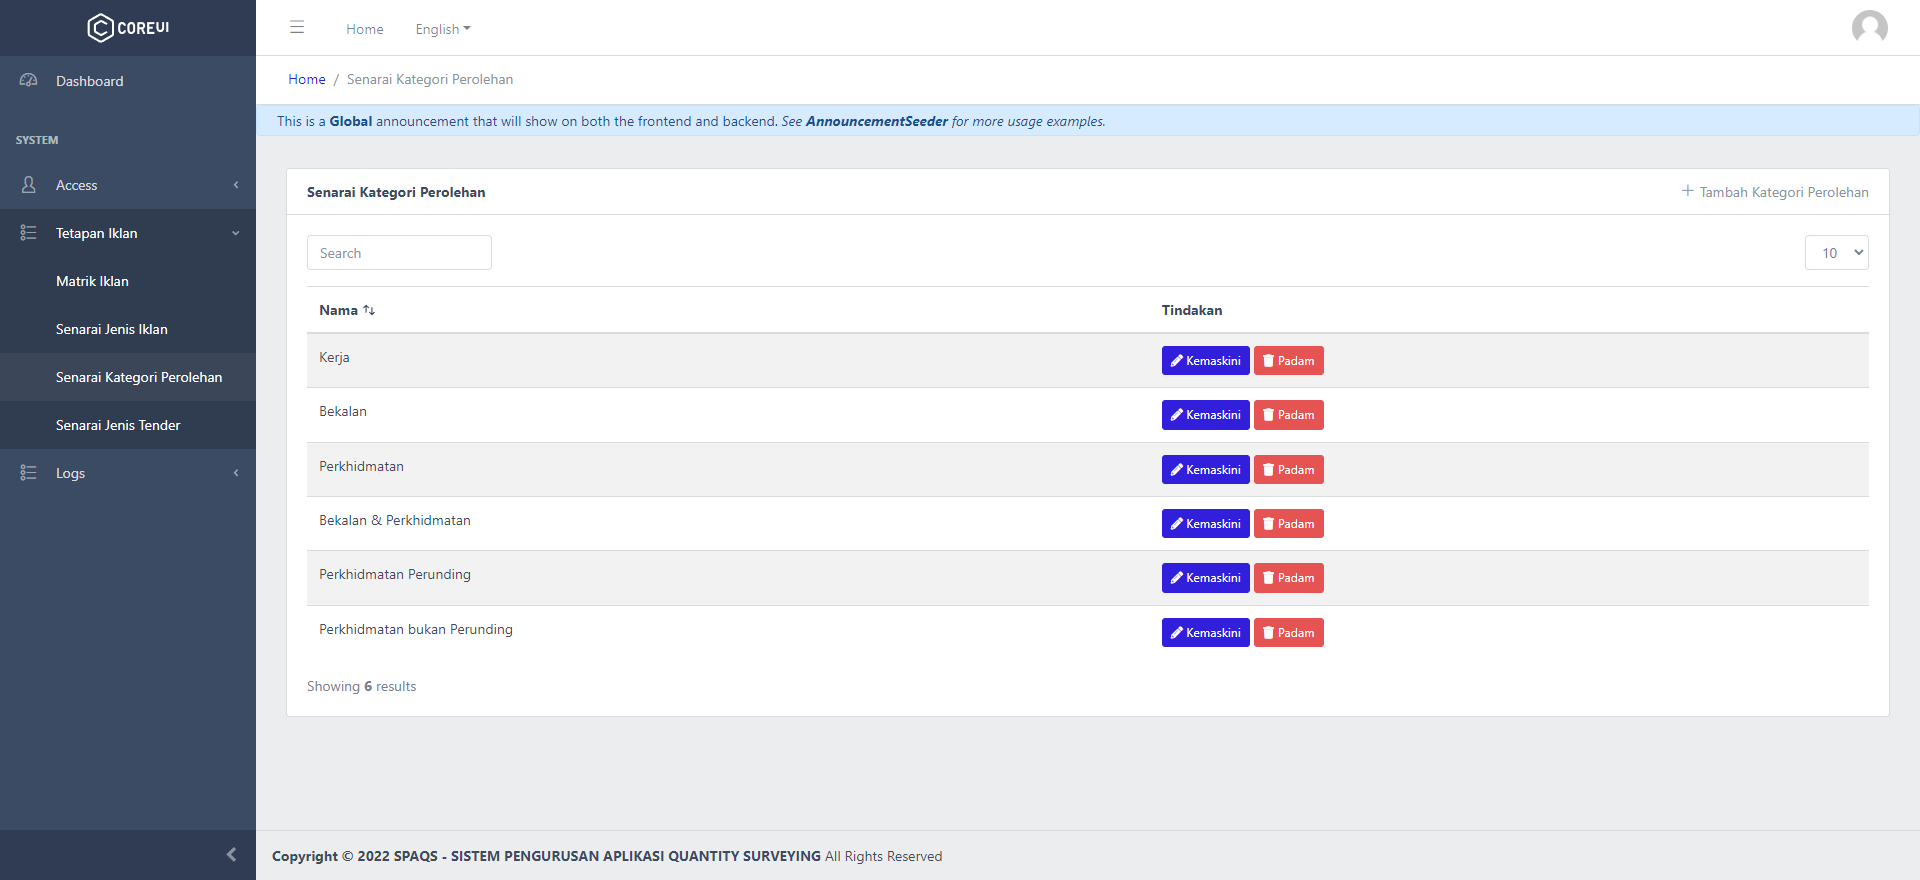 COREUI
Home
English
Dashboard
Home / Senarai Kategori Perolehan
This is a Global announcement that will show on both the frontend and backend. See AnnouncementSeeder for more usage examples.
SYSTEM
Access
Tetapan Iklan
Matrik Iklan
Senarai Jenis Iklan
Senarai Kategori Perolehan
Senarai Jenis Tender
Logs
Senarai Kategori Perolehan
+ Tambah Kategori Perolehan
Search
10
Nama
Tindakan
Kerja
Kemaskini
Padam
Bekalan
Kemaskini
Padam
Perkhidmatan
Kemaskini
Padam
Bekalan & Perkhidmatan
Kemaskini
Padam
Perkhidmatan Perunding
Kemaskini
Padam
Perkhidmatan bukan Perunding
Kemaskini
Padam
Showing 6 results
Copyright © 2022 SPAQS - SISTEM PENGURUSAN APLIKASI QUANTITY SURVEYING All Rights Reserved